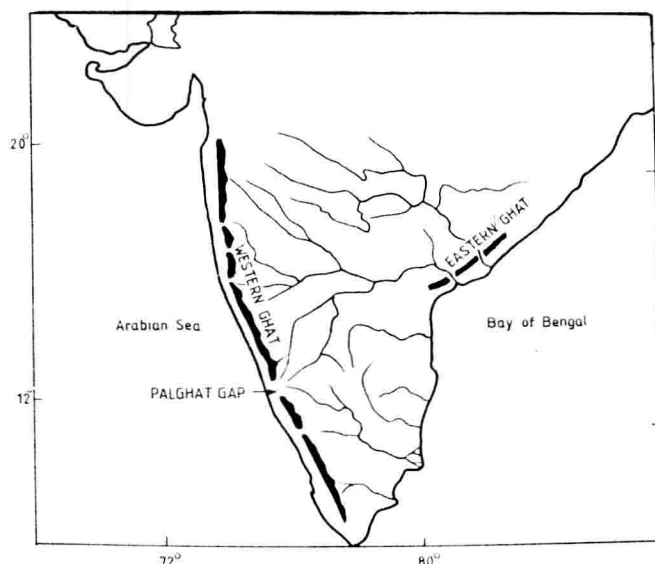 20°
WESTERN GHAT
EASTERN GHAT
Arabian Sea
Bay of Bengal
PALGHAT GAP
12°
72°
80°